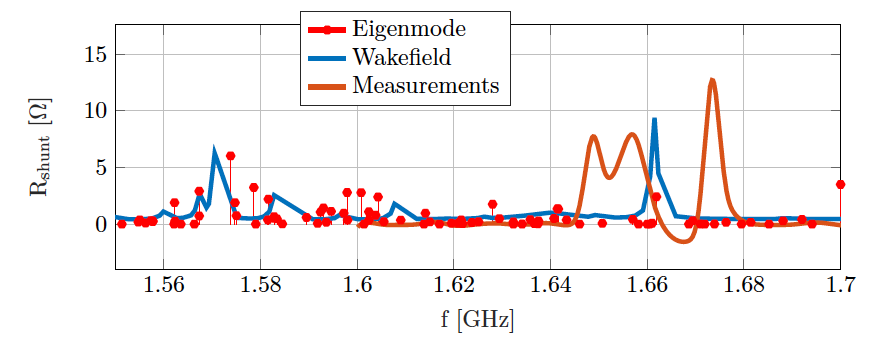 Eigenmode
Wakefield
Measurements
15
10
5
0
R_shunt [Ω]
1.56 1.58 1.6 1.62 1.64 1.66 1.68 1.7
f [GHz]